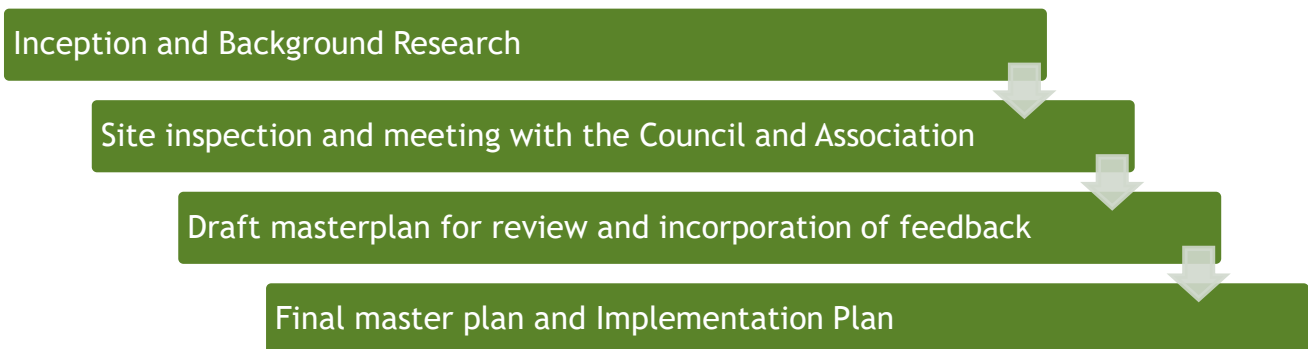 Inception and Background Research
Site inspection and meeting with the Council and Association
Draft masterplan for review and incorporation of feedback
Final master plan and Implementation Plan